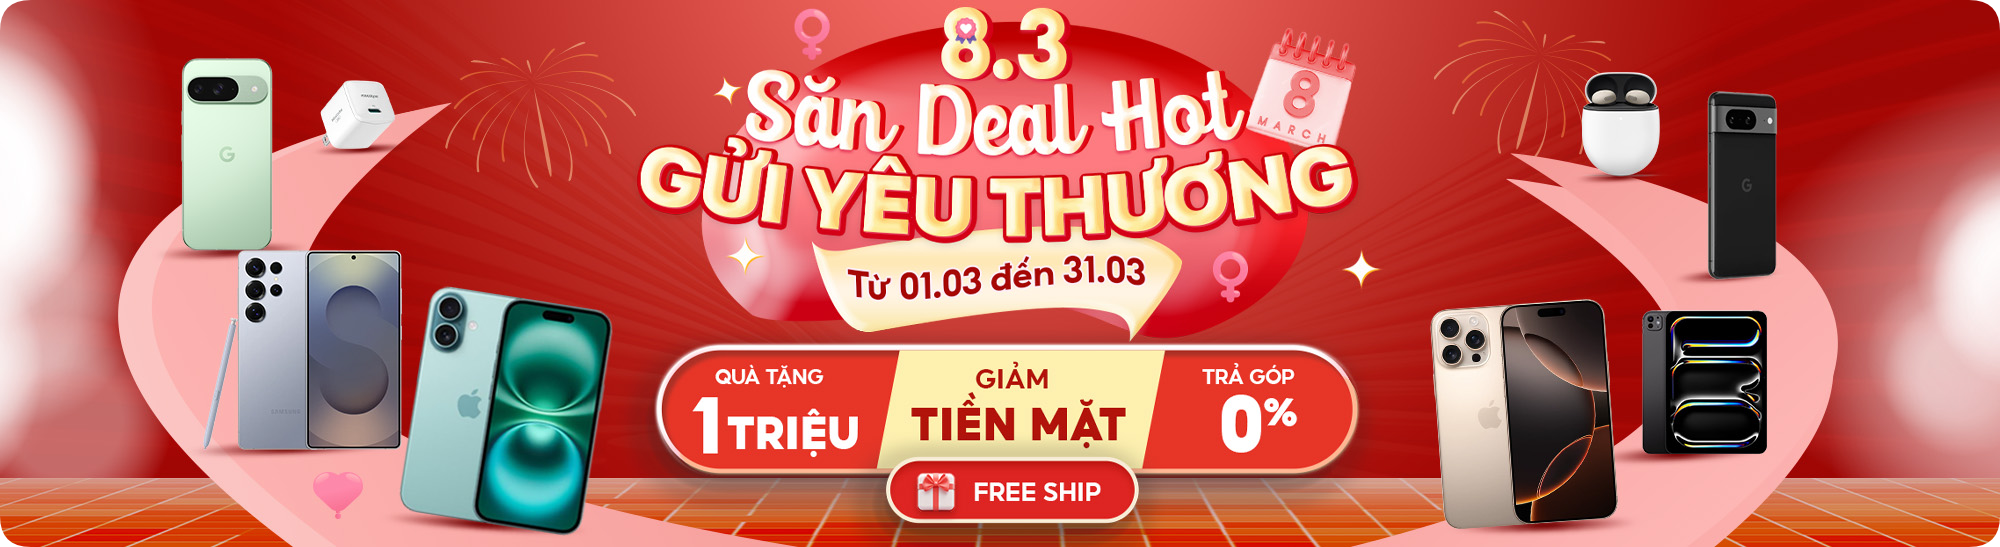 8.3
Săn Deal Hot
GỬI YÊU THƯƠNG
Từ 01.03 đến 31.03
8
MARCH
QUÀ TẶNG
1 TRIỆU
GIẢM
TIỀN MẶT
TRẢ GÓP
0%
FREE SHIP
SAMSUNG
G
G